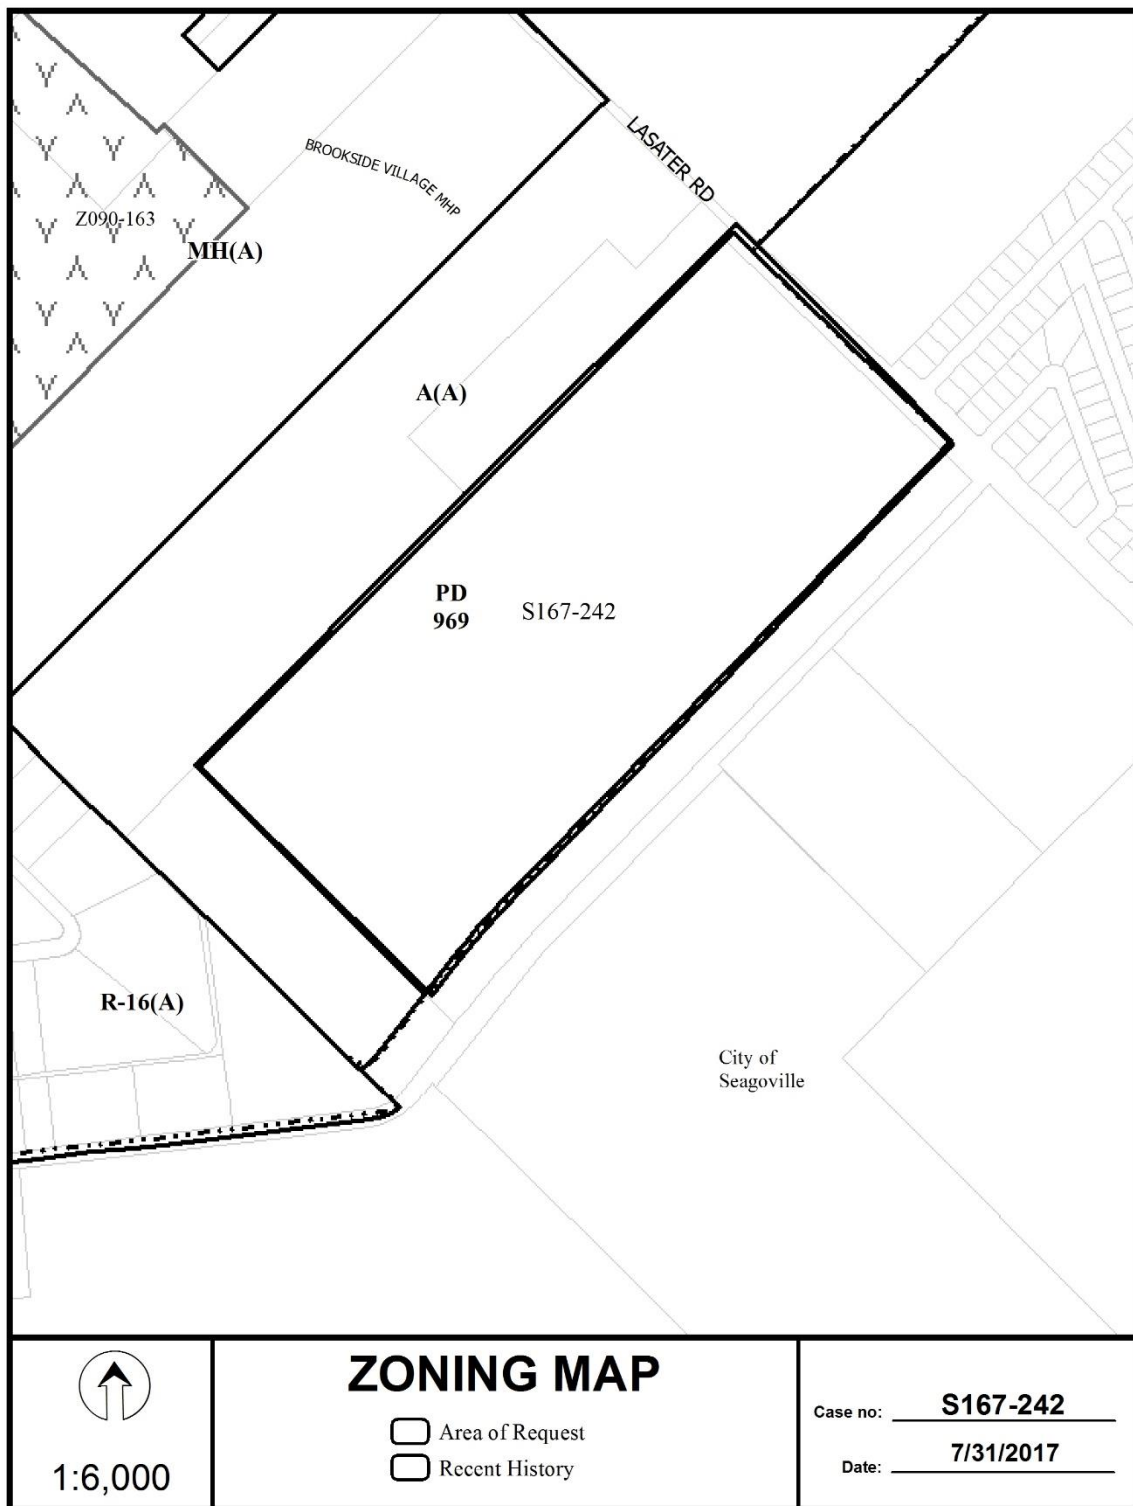 LASATER RD
BROOKSIDE VILLAGE MHP
Z090-163
MH(A)
A(A)
PD
969
S167-242
R-16(A)
City of
Seagoville
1:6,000
ZONING MAP
Area of Request
Recent History
Case no: S167-242
Date: 7/31/2017